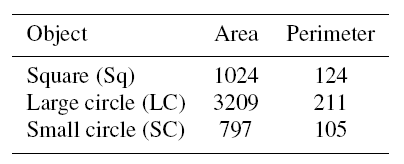 Object Area Perimeter
Square (Sq) 1024 124
Large circle (LC) 3209 211
Small circle (SC) 797 105